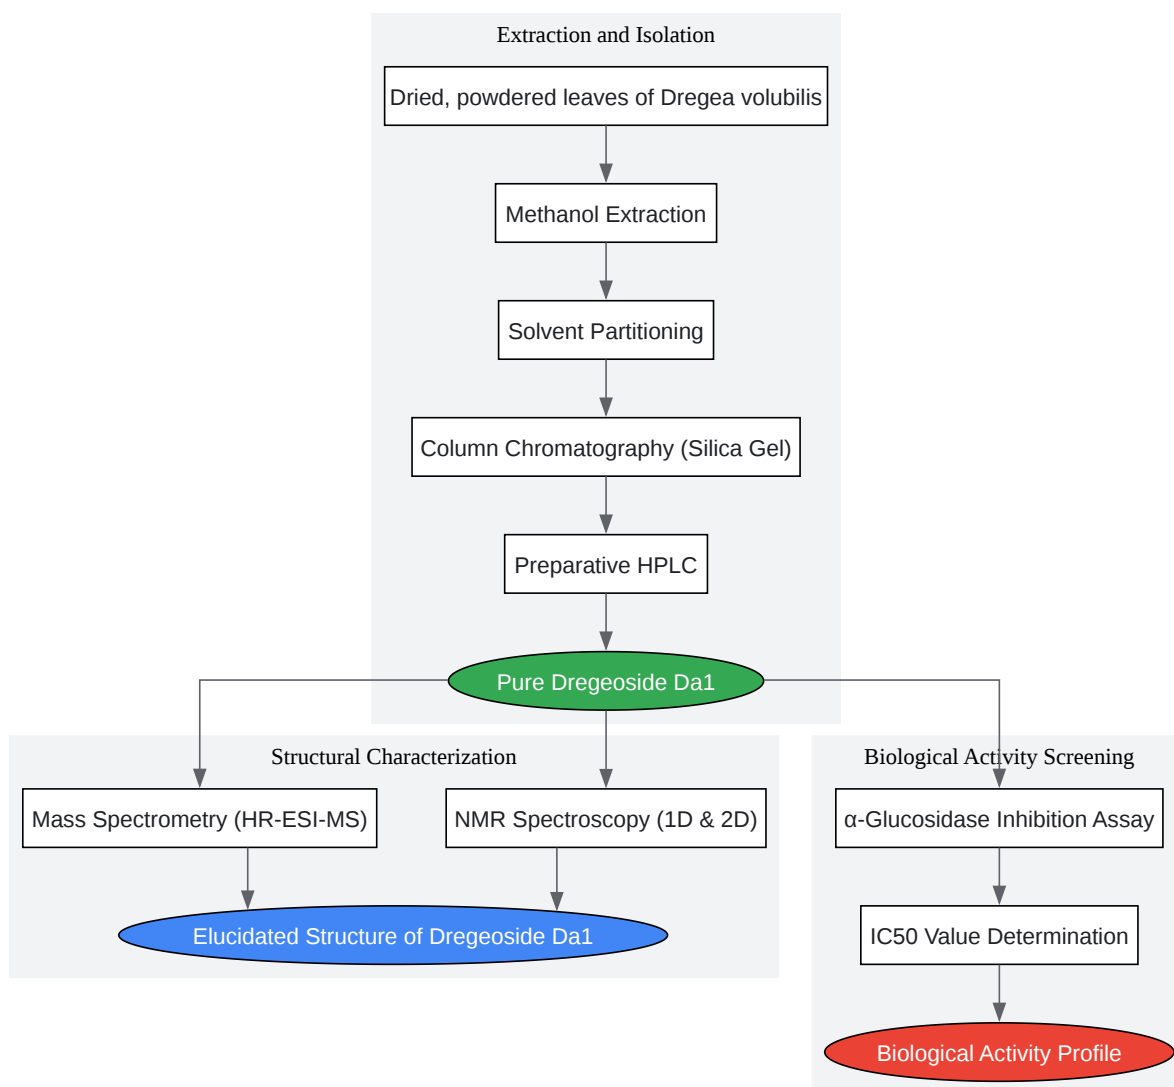 Extraction and Isolation
Dried, powdered leaves of Dregea volubilis
Methanol Extraction
Solvent Partitioning
Column Chromatography (Silica Gel)
Preparative HPLC
Pure Dregeoside Da1
Structural Characterization
Mass Spectrometry (HR-ESI-MS)
NMR Spectroscopy (1D & 2D)
Elucidated Structure of Dregeoside Da1
Biological Activity Screening
α-Glucosidase Inhibition Assay
IC50 Value Determination
Biological Activity Profile